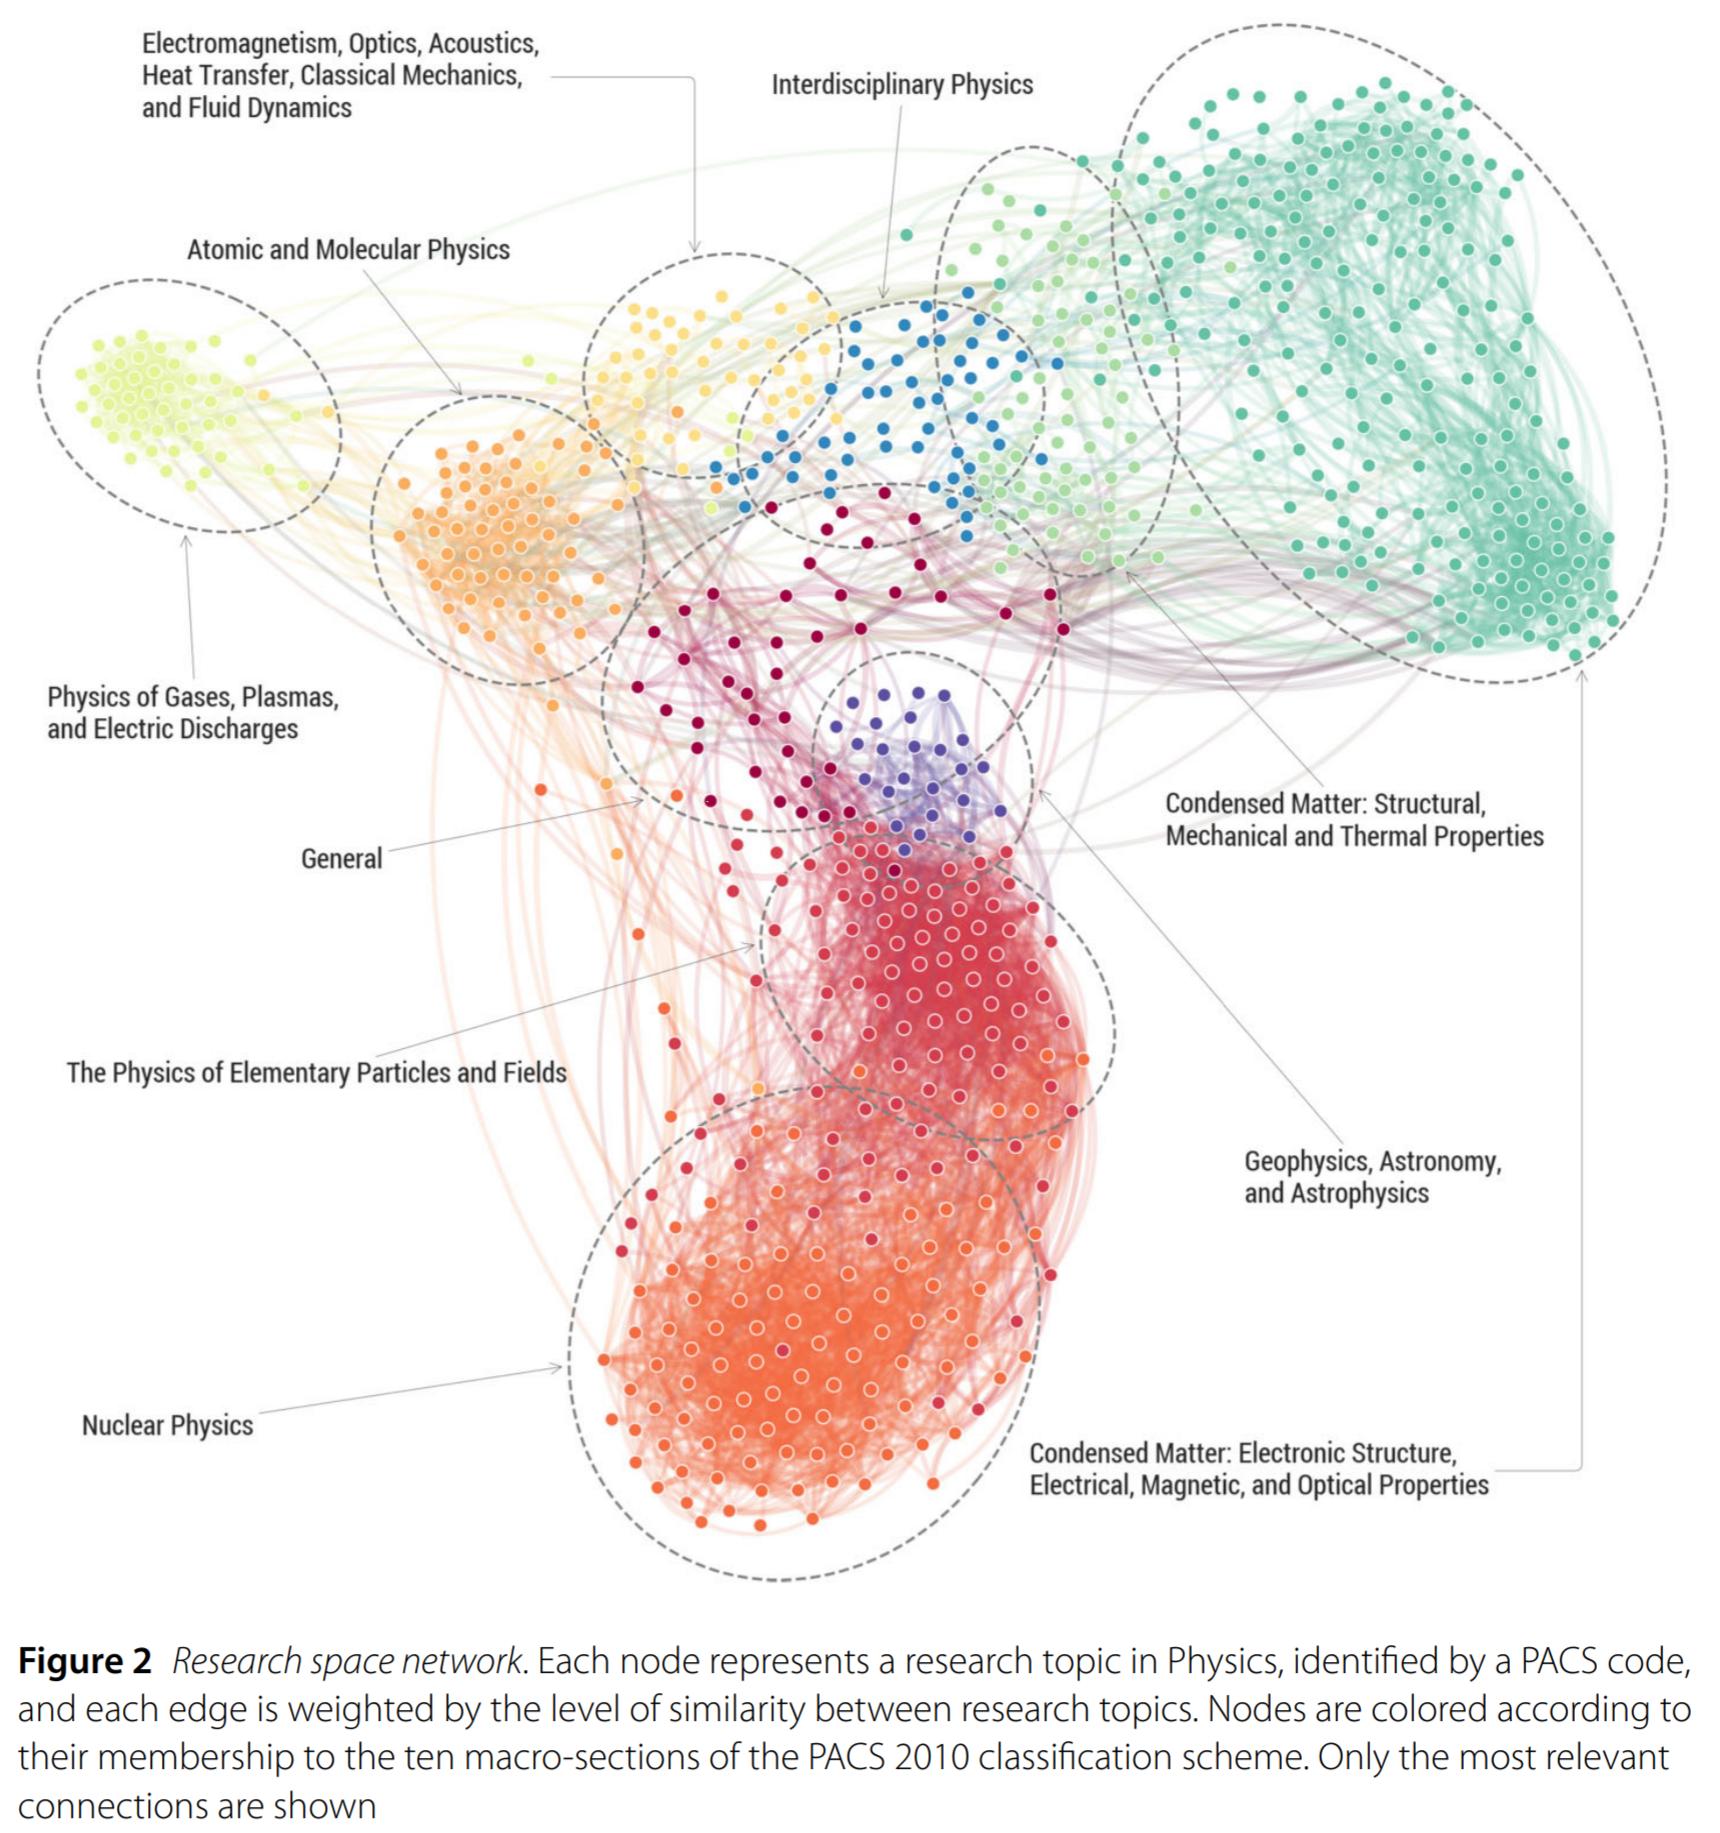 Electromagnetism, Optics, Acoustics,
Heat Transfer, Classical Mechanics,
and Fluid Dynamics
Interdisciplinary Physics
Atomic and Molecular Physics
Physics of Gases, Plasmas,
and Electric Discharges
General
Condensed Matter: Structural,
Mechanical and Thermal Properties
The Physics of Elementary Particles and Fields
Geophysics, Astronomy,
and Astrophysics
Nuclear Physics
Condensed Matter: Electronic Structure,
Electrical, Magnetic, and Optical Properties
Figure 2 Research space network. Each node represents a research topic in Physics, identified by a PACS code,
and each edge is weighted by the level of similarity between research topics. Nodes are colored according to
their membership to the ten macro-sections of the PACS 2010 classification scheme. Only the most relevant
connections are shown